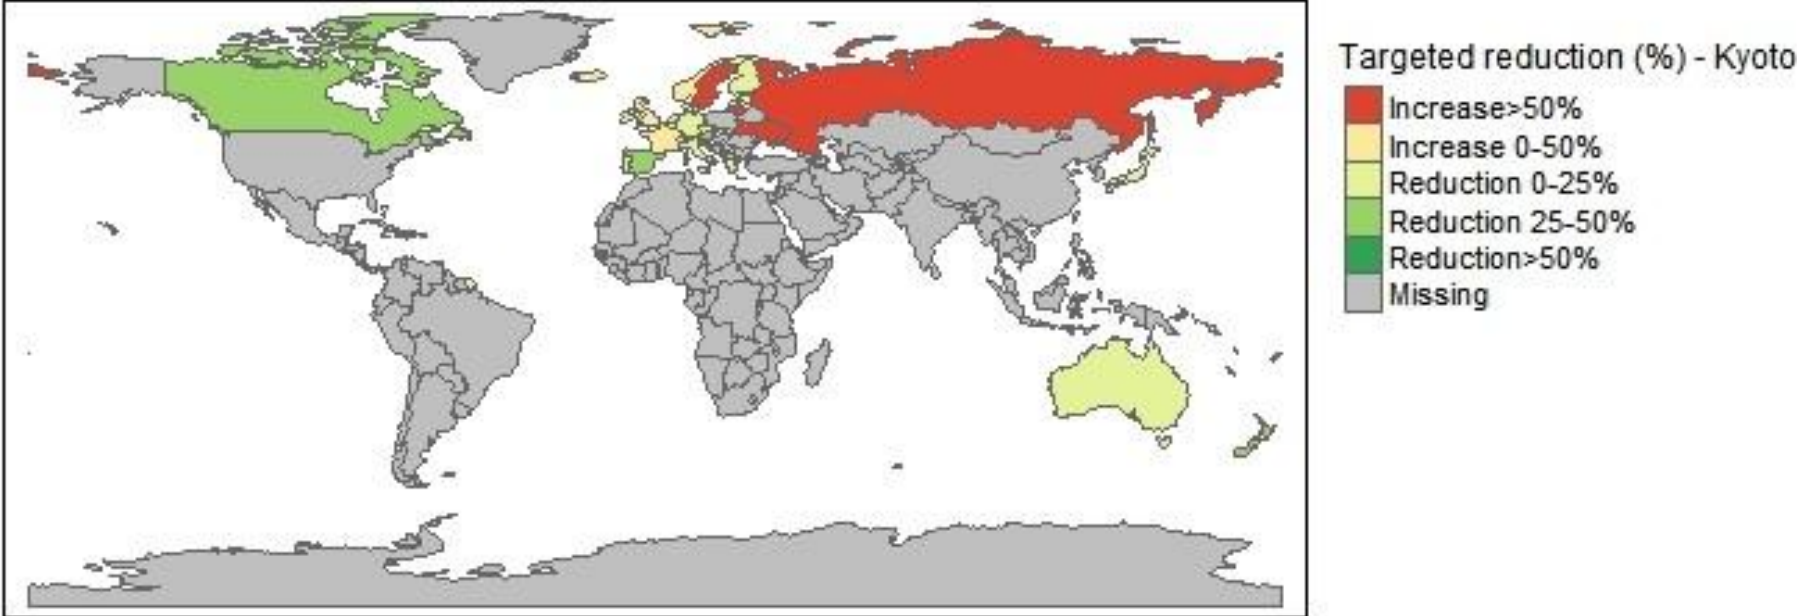 Targeted reduction (%) - Kyoto
Increase>50%
Increase 0-50%
Reduction 0-25%
Reduction 25-50%
Reduction>50%
Missing